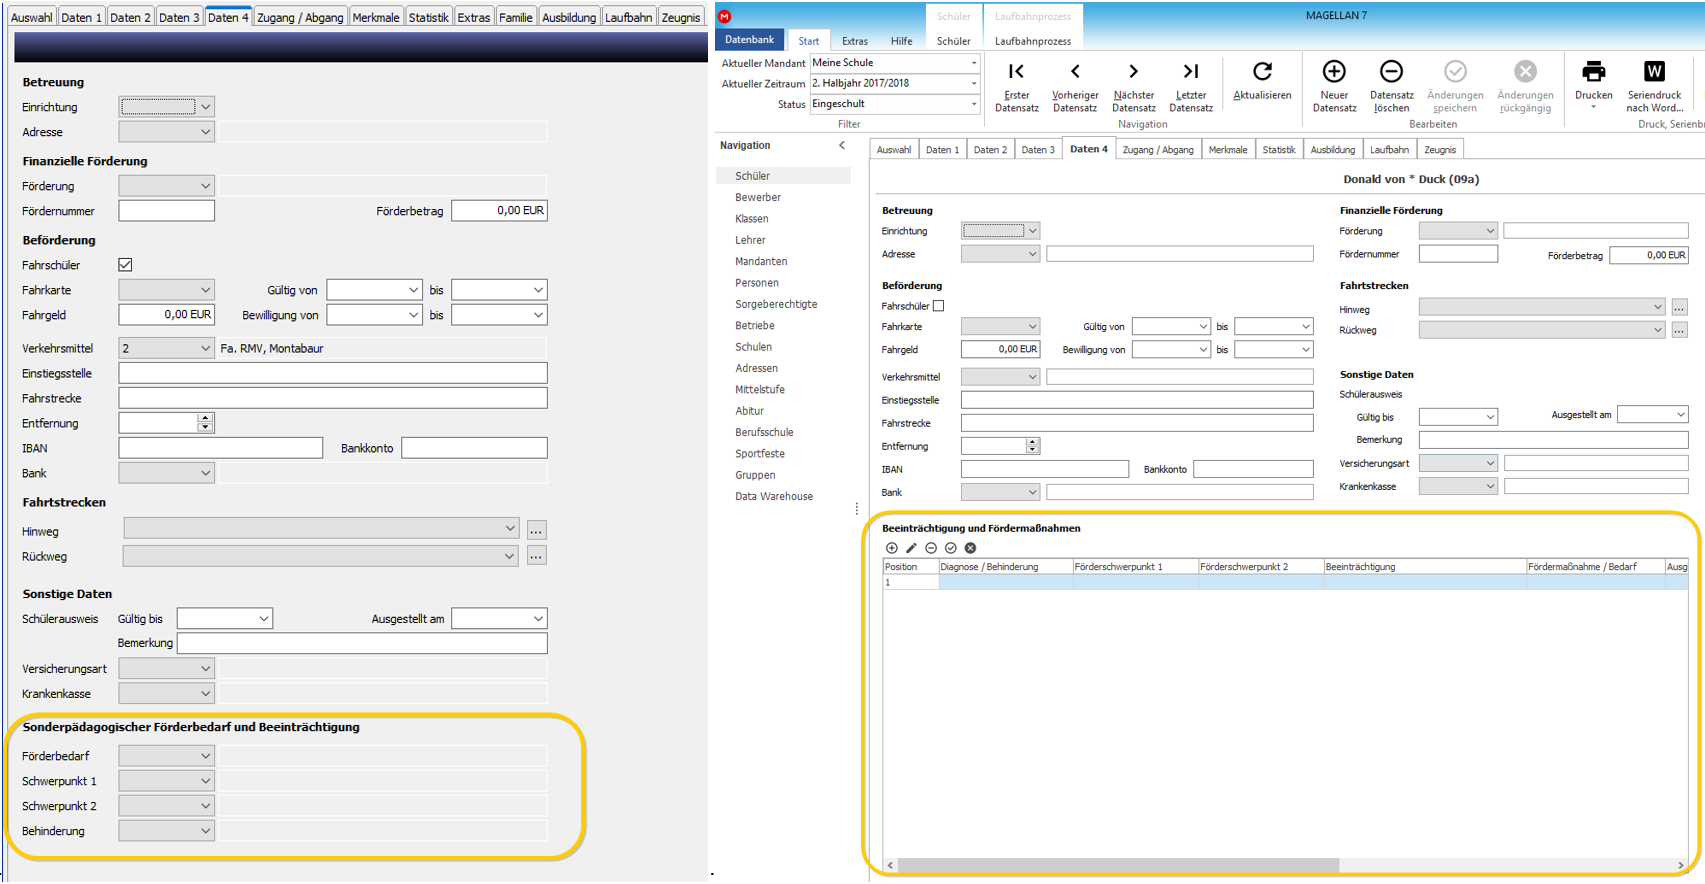 Auswahl Daten 1 Daten 2 Daten 3 Daten 4 Zugang / Abgang Merkmale Statistik Extras Familie Ausbildung Laufbahn Zeugnis
Betreuung
Einrichtung
Adresse
Finanzielle Förderung
Förderung
Fördernummer Förderbetrag 0,00 EUR
Beförderung
Fahrschüler
Fahrkarte Gültig von bis
Fahrgeld 0,00 EUR Bewilligung von bis
Verkehrsmittel 2 Fa. RMV, Montabaur
Einstiegsstelle
Fahrstrecke
Entfernung
IBAN Bankkonto
Bank
Fahrtstrecken
Hinweg ...
Rückweg ...
Sonstige Daten
Schülerausweis Gültig bis Ausgestellt am
Bemerkung
Versicherungsart
Krankenkasse
Sonderpädagogischer Förderbedarf und Beeinträchtigung
Förderbedarf
Schwerpunkt 1
Schwerpunkt 2
Behinderung
M Schüler Laufbahnprozess MAGELLAN 7
Datenbank Start Extras Hilfe Schüler Laufbahnprozess
Aktueller Mandant Meine Schule
Aktueller Zeitraum 2. Halbjahr 2017/2018
Status Eingeschult
Filter
Erster Datensatz
Vorheriger Datensatz
Nächster Datensatz
Letzter Datensatz
Navigation
Aktualisieren
Neuer Datensatz
Datensatz löschen
Änderungen speichern
Änderungen rückgängig
Bearbeiten
Drucken
W
Seriendruck nach Word...
Druck, Serienbr
Navigation
Schüler
Bewerber
Klassen
Lehrer
Mandanten
Personen
Sorgeberechtigte
Betriebe
Schulen
Adressen
Mittelstufe
Abitur
Berufsschule
Sportfeste
Gruppen
Data Warehouse
Auswahl Daten 1 Daten 2 Daten 3 Daten 4 Zugang / Abgang Merkmale Statistik Ausbildung Laufbahn Zeugnis
Donald von * Duck (09a)
Betreuung
Einrichtung
Adresse
Beförderung
Fahrschüler
Fahrkarte Gültig von bis
Fahrgeld 0,00 EUR Bewilligung von bis
Verkehrsmittel
Einstiegsstelle
Fahrstrecke
Entfernung
IBAN Bankkonto
Bank
Finanzielle Förderung
Förderung
Fördernummer Förderbetrag 0,00 EUR
Fahrtstrecken
Hinweg ...
Rückweg ...
Sonstige Daten
Schülerausweis
Gültig bis Ausgestellt am
Bemerkung
Versicherungsart
Krankenkasse
Beeinträchtigung und Fördermaßnahmen
Position Diagnose / Behinderung Förderschwerpunkt 1 Förderschwerpunkt 2 Beeinträchtigung Fördermaßnahme / Bedarf Ausg
1